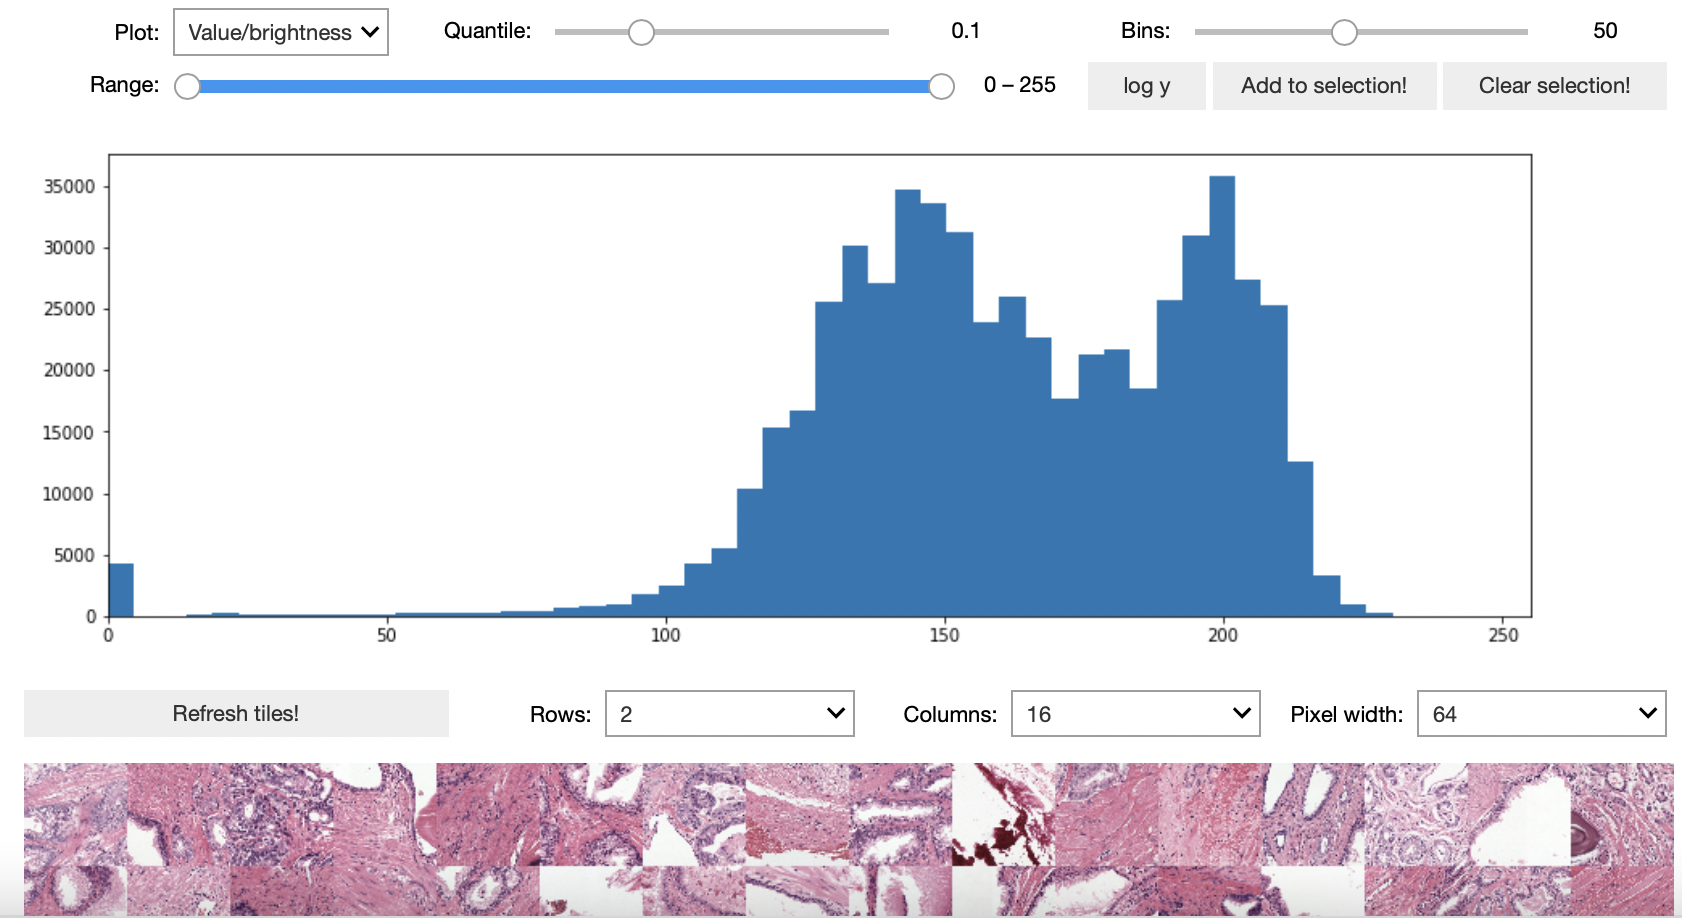 Plot: Value/brightness Quantile: 0.1 Bins: 50
Range: 0 – 255 log y Add to selection! Clear selection!
35000
30000
25000
20000
15000
10000
5000
0
0 50 100 150 200 250
Refresh tiles! Rows: 2 Columns: 16 Pixel width: 64